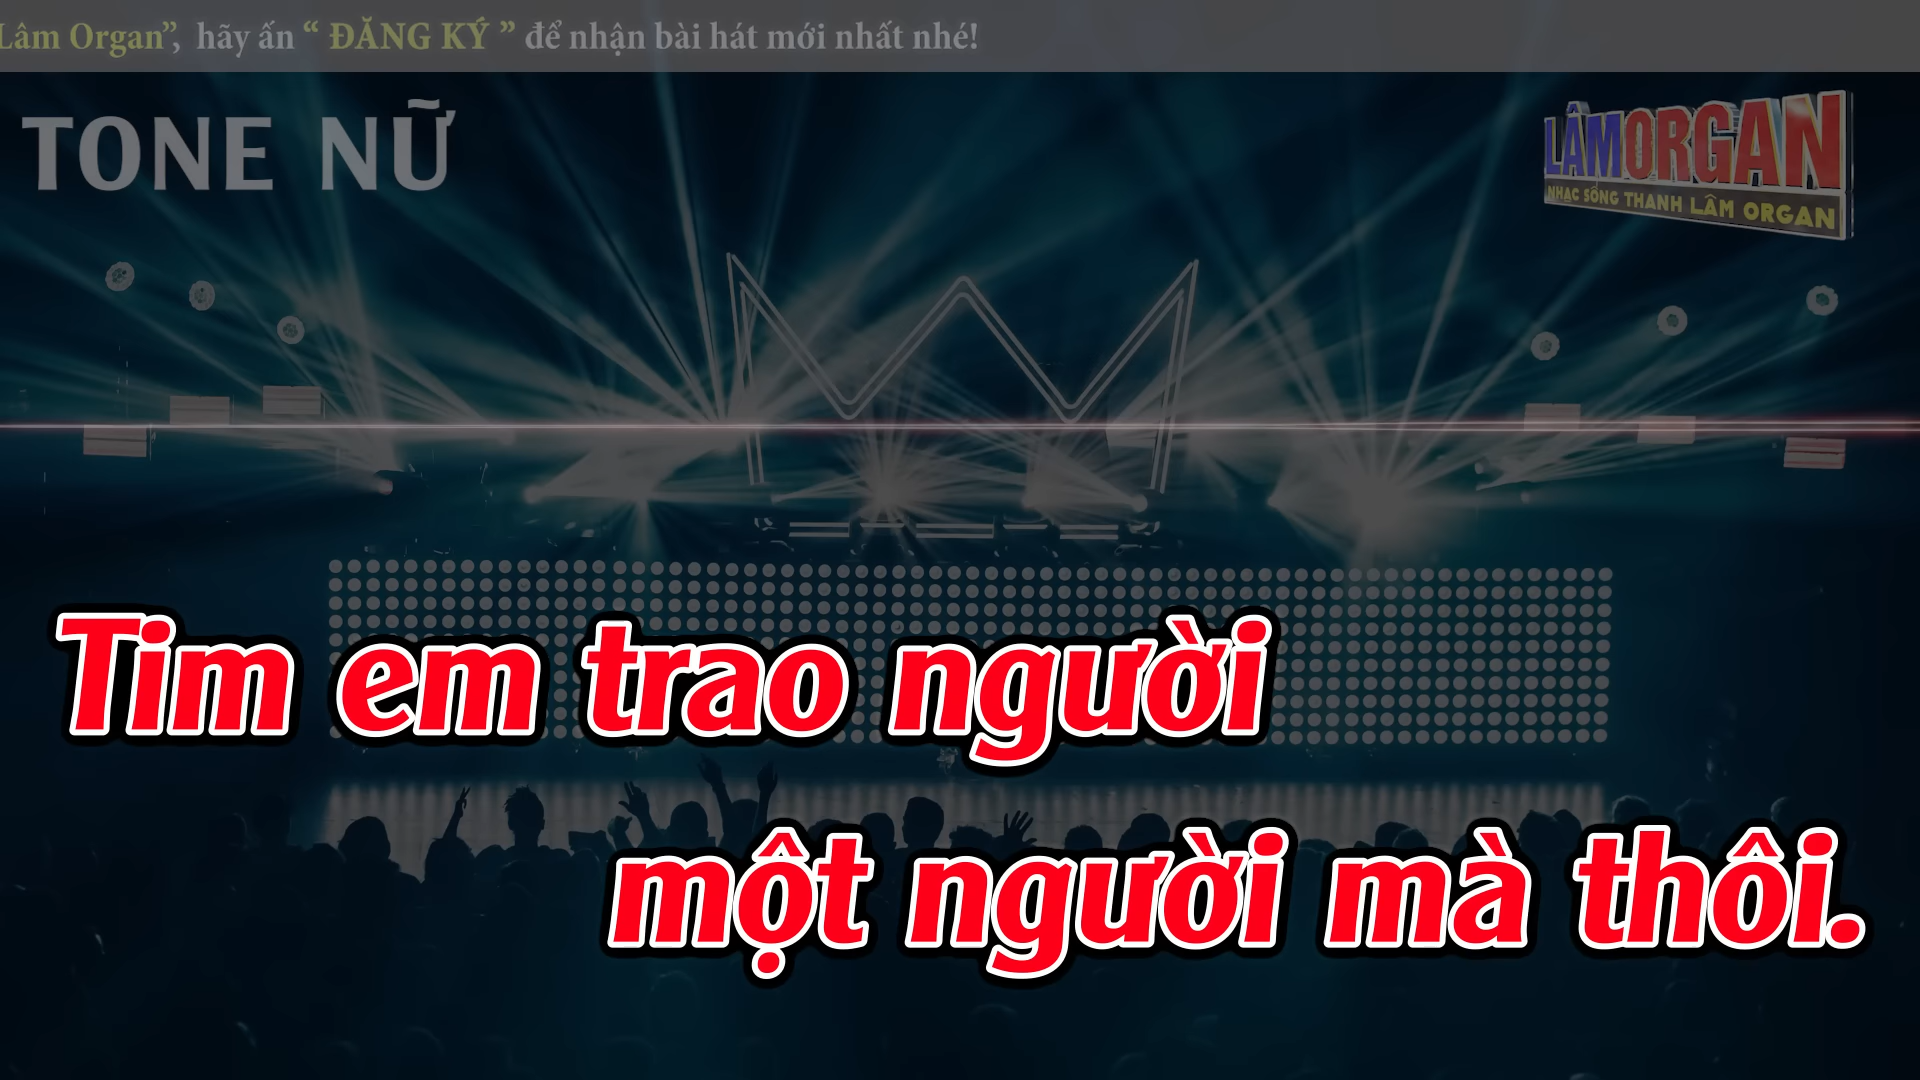 Lâm Organ”, hãy ấn “ ĐĂNG KÝ ” để nhận bài hát mới nhất nhé!
TONE NỮ
LÂMORGAN
NHẠC SỐNG THANH LÂM ORGAN
Tim em trao người
một người mà thôi.